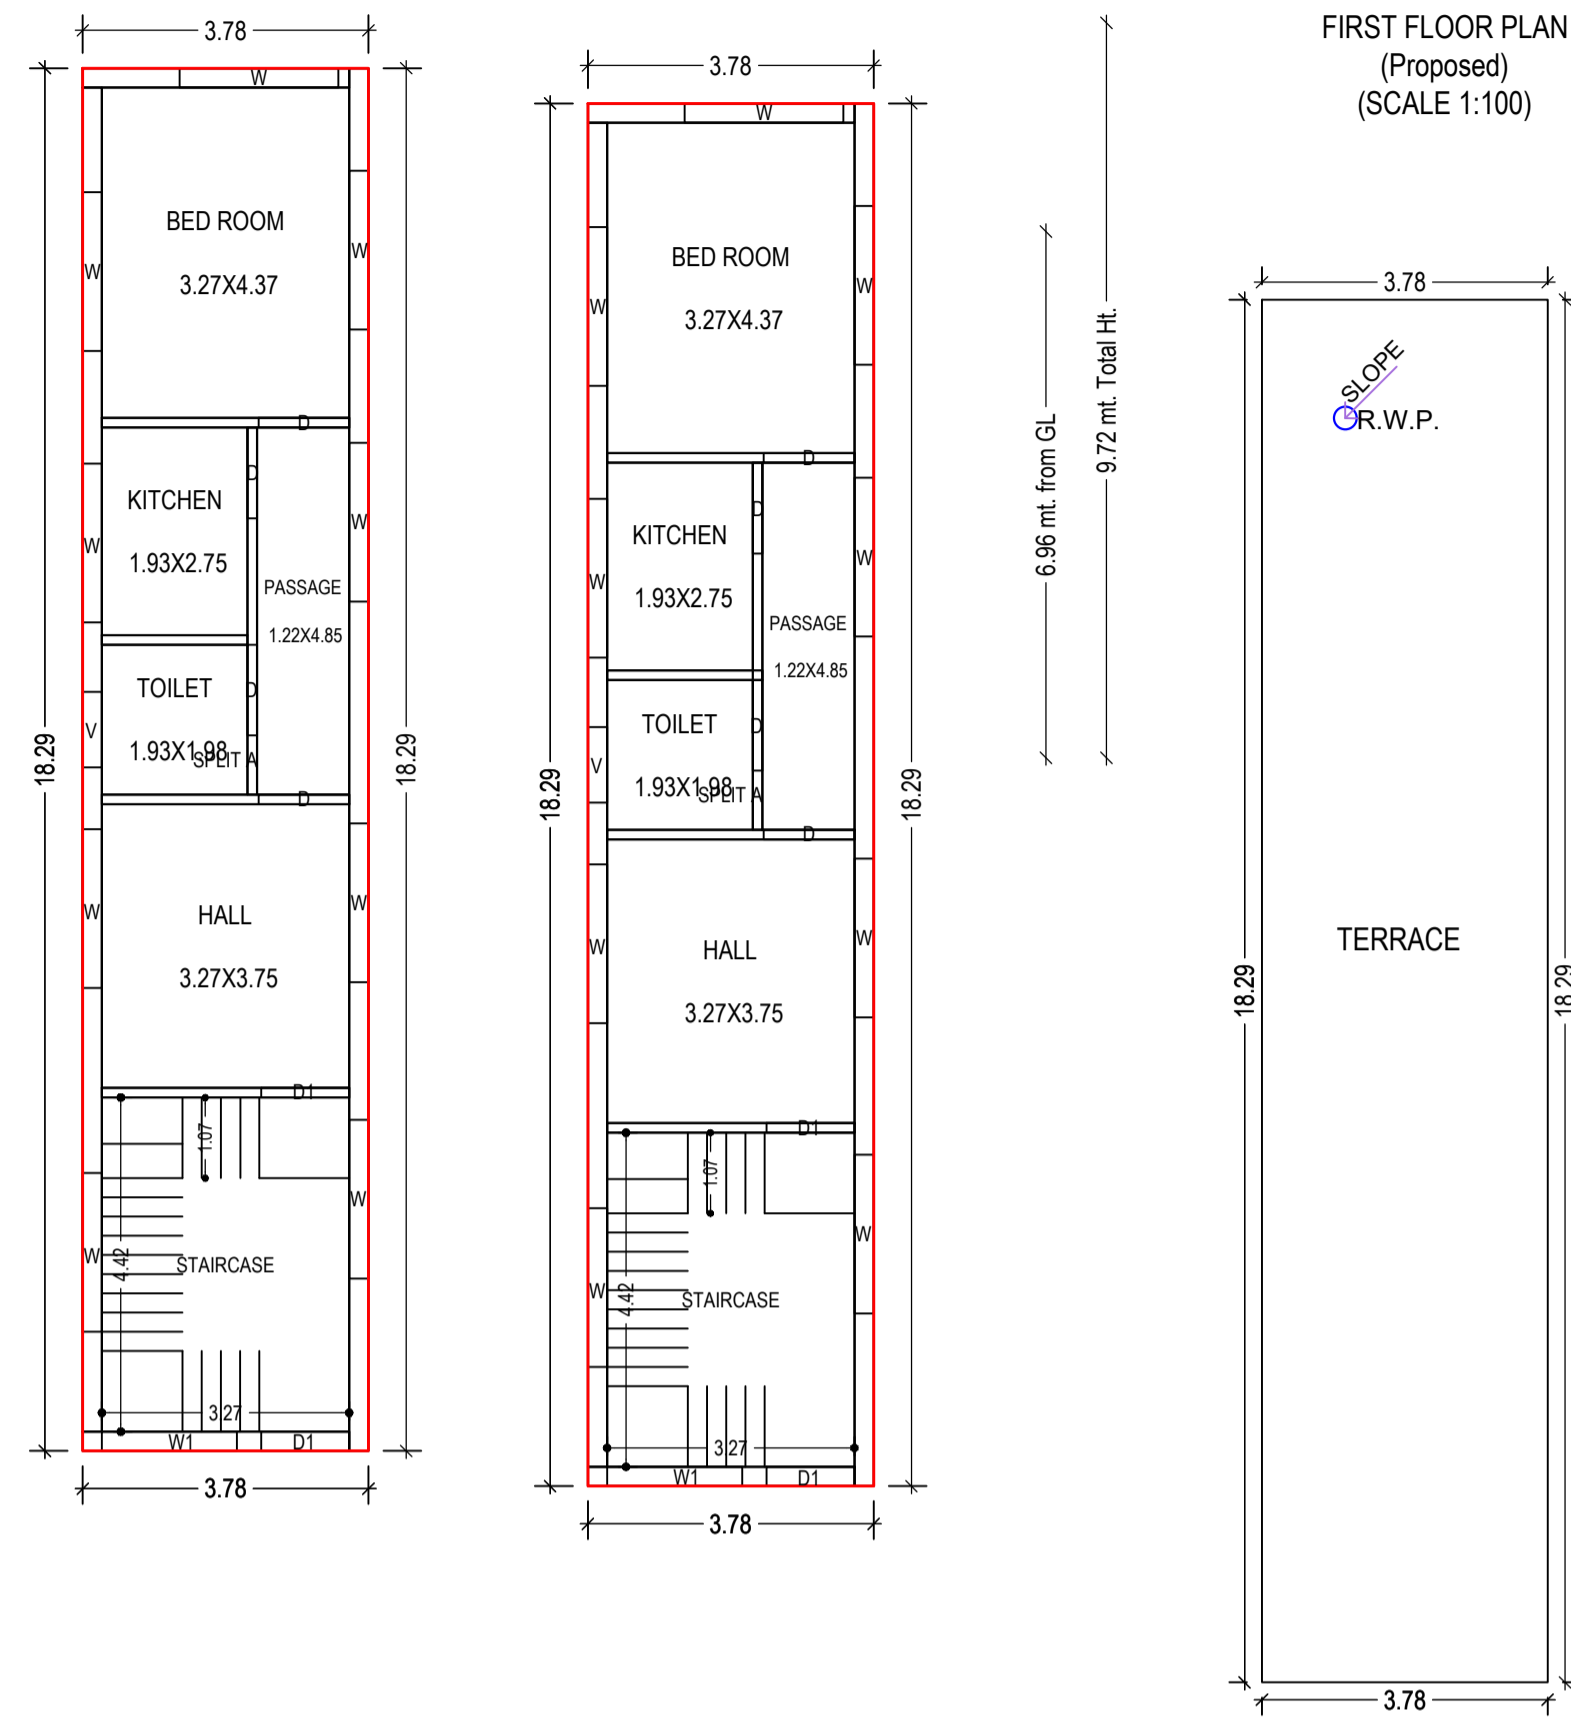 3.78
W
BED ROOM
3.27X4.37
W
W
D
D
KITCHEN
1.93X2.75
W
W
PASSAGE
1.22X4.85
TOILET
1.93X1.98
D
V
SPLIT A
D
18.29
18.29
HALL
3.27X3.75
W
W
D1
1.07
W
W
4.42
STAIRCASE
3.27
W1
D1
3.78
3.78
W
BED ROOM
3.27X4.37
W
W
D
D
KITCHEN
1.93X2.75
W
W
PASSAGE
1.22X4.85
TOILET
1.93X1.98
D
V
SPLIT A
D
18.29
18.29
HALL
3.27X3.75
W
W
D1
1.07
W
W
4.42
STAIRCASE
3.27
W1
D1
3.78
6.96 mt. from GL
9.72 mt. Total Ht.
FIRST FLOOR PLAN
(Proposed)
(SCALE 1:100)
3.78
SLOPE
R.W.P.
TERRACE
18.29
18.29
3.78